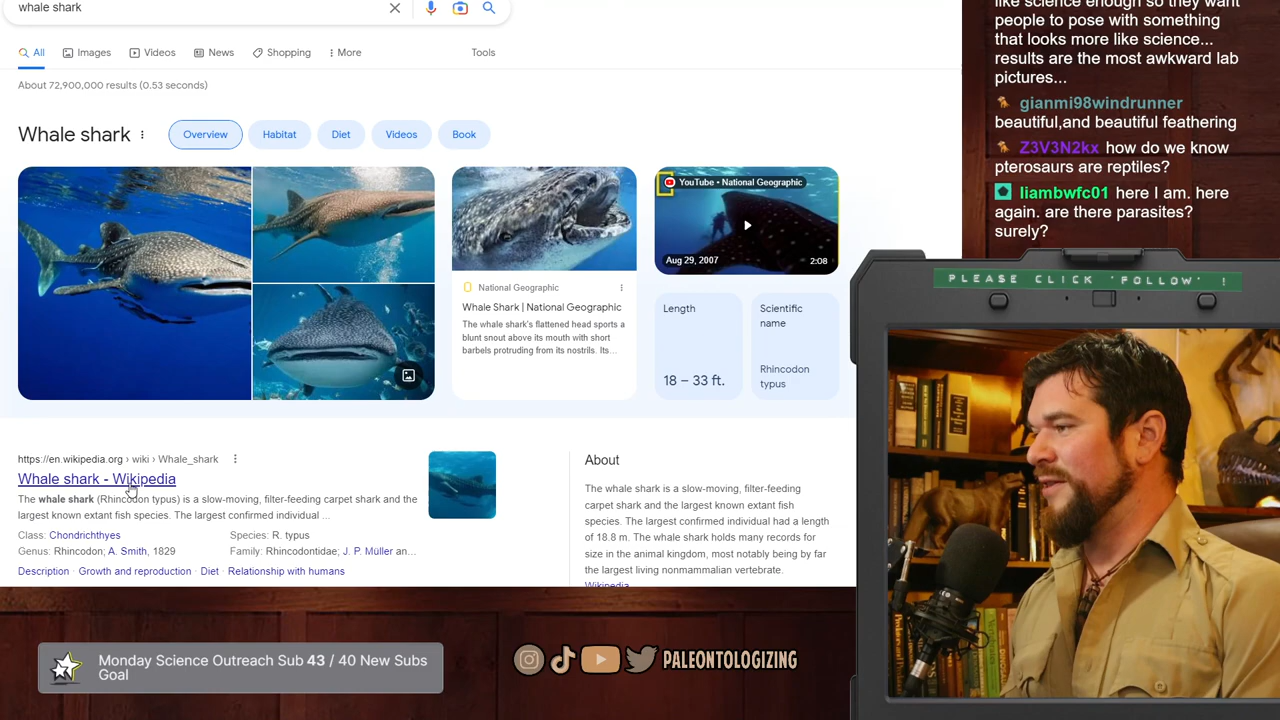 whale shark
All
Images
Videos
News
Shopping
More
Tools
About 72,900,000 results (0.53 seconds)
Whale shark
Overview
Habitat
Diet
Videos
Book
YouTube • National Geographic
Aug 29, 2007
2:08
National Geographic
Whale Shark | National Geographic
The whale shark's flattened head sports a
blunt snout above its mouth with short
barbels protruding from its nostrils. Its...
Length
18 – 33 ft.
Scientific
name
Rhincodon
typus
https://en.wikipedia.org › wiki › Whale_shark
Whale shark - Wikipedia
The whale shark (Rhincodon typus) is a slow-moving, filter-feeding carpet shark and the
largest known extant fish species. The largest confirmed individual ...
Class: Chondrichthyes
Species: R. typus
Genus: Rhincodon; A. Smith, 1829
Family: Rhincodontidae; J. P. Müller an...
Description · Growth and reproduction · Diet · Relationship with humans
About
The whale shark is a slow-moving, filter-feeding
carpet shark and the largest known extant fish
species. The largest confirmed individual had a length
of 18.8 m. The whale shark holds many records for
size in the animal kingdom, most notably being by far
the largest living nonmammalian vertebrate.
Wikipedia
like science enough so they want
people to pose with something
that looks more like science...
results are the most awkward lab
pictures...
gianmi98windrunner
beautiful,and beautiful feathering
Z3V3N2kx how do we know
pterosaurs are reptiles?
liambwfc01 here I am. here
again. are there parasites?
surely?
PLEASE CLICK 'FOLLOW' !
Monday Science Outreach Sub 43 / 40 New Subs
Goal
PALEONTOLOGIZING